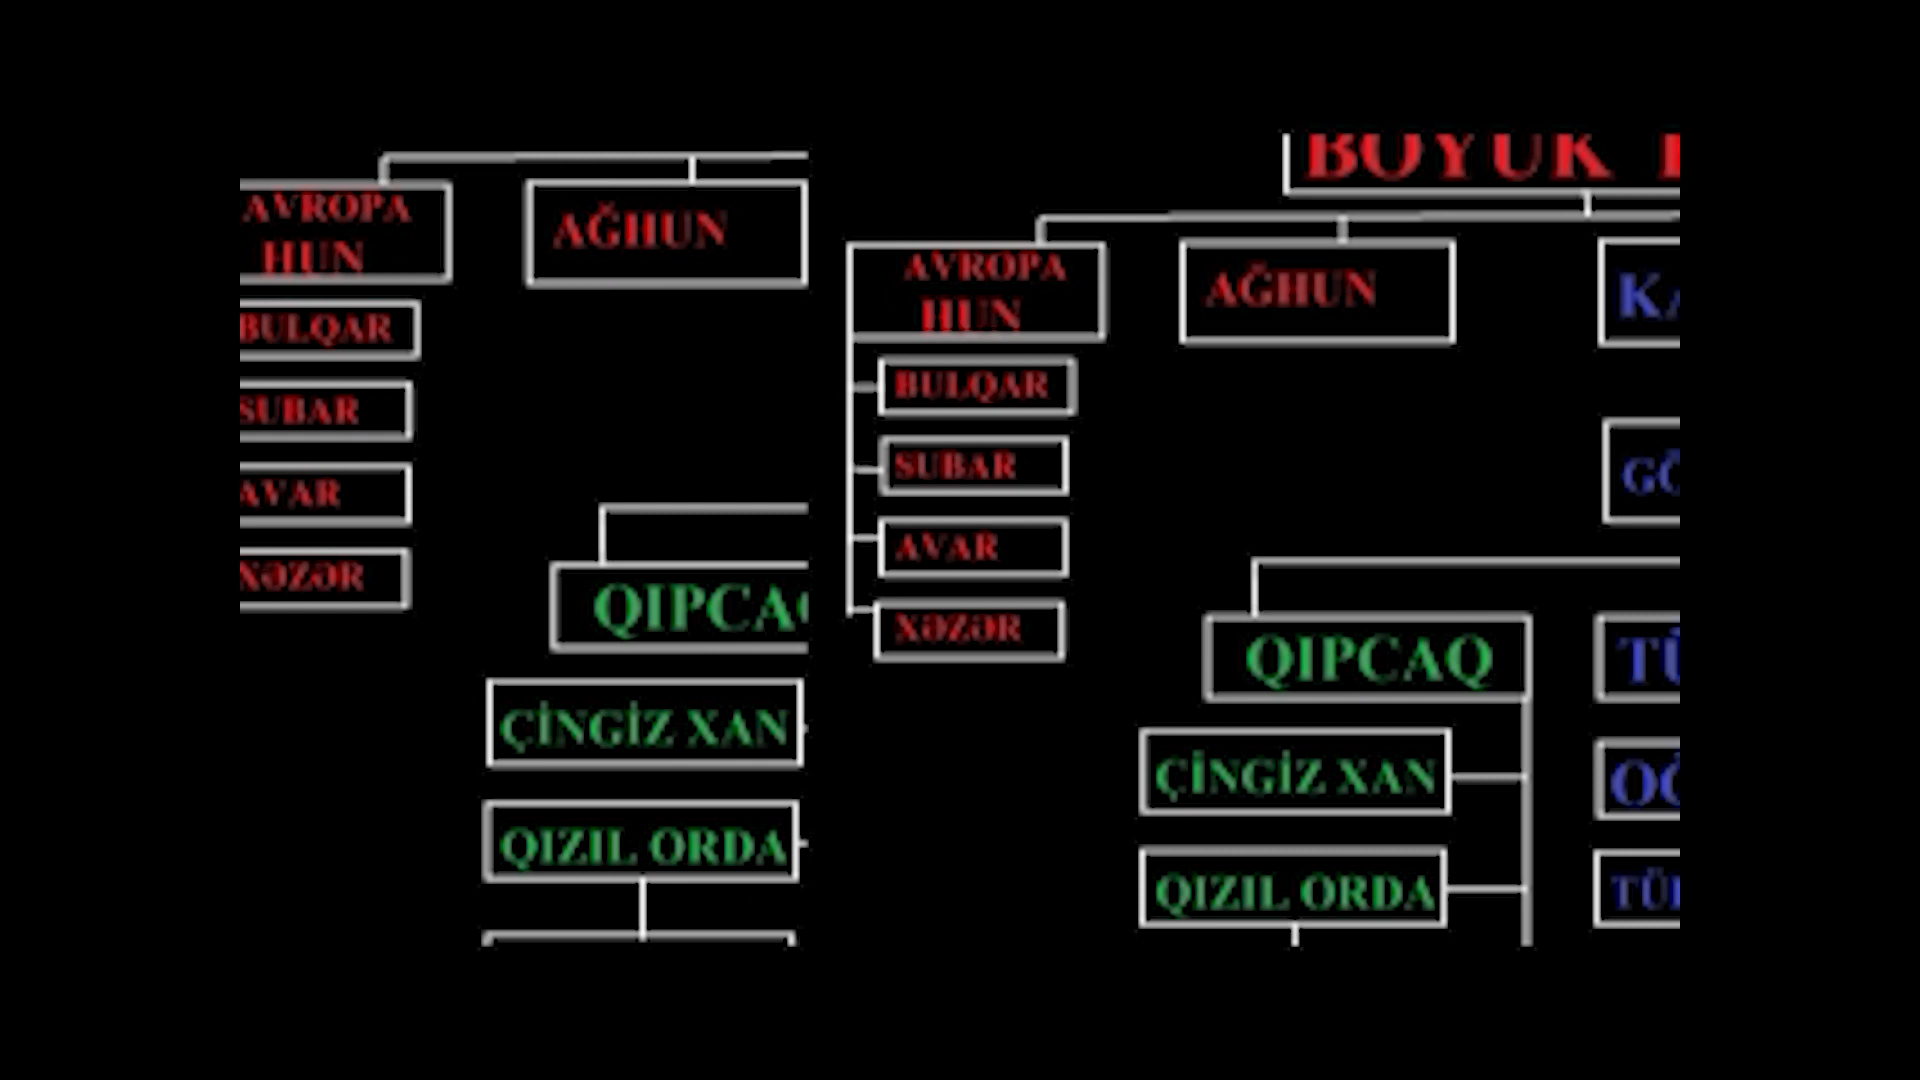 AVROPA
HUN
AĞHUN
BULQAR
SUBAR
AVAR
XƏZƏR
ÇİNGİZ XAN
QIZIL ORDA
BOYUK
AVROPA
HUN
AĞHUN
BULQAR
SUBAR
AVAR
XƏZƏR
QIPCAQ
ÇİNGİZ XAN
QIZIL ORDA